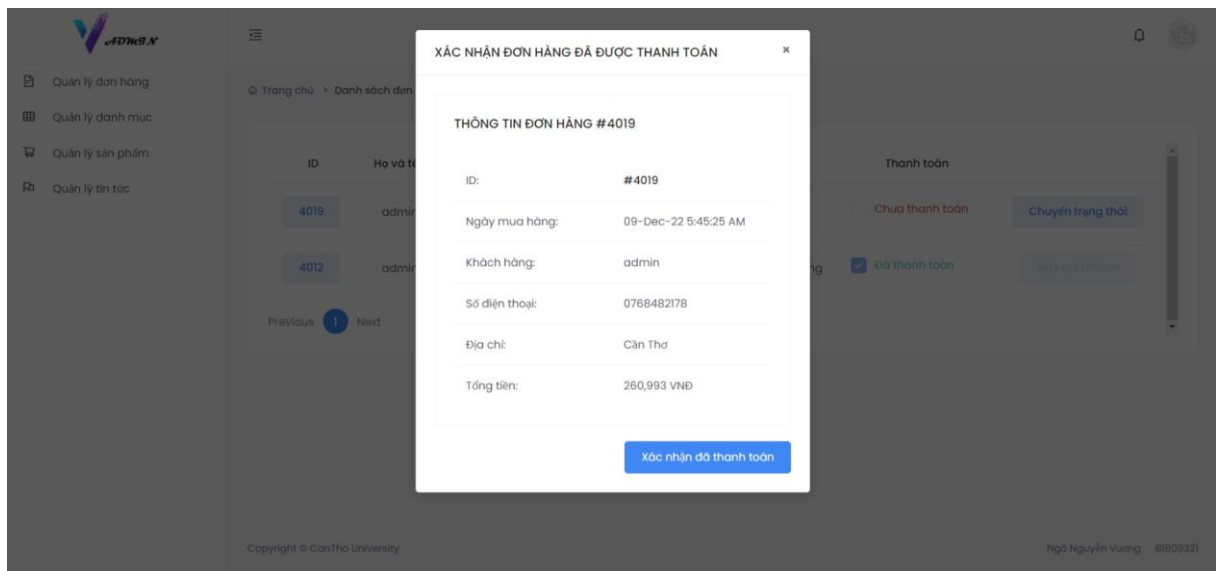 ADMIN
XÁC NHẬN ĐƠN HÀNG ĐÃ ĐƯỢC THANH TOÁN ×
Quản lý đơn hàng
Trang chủ > Danh sách đơn
Quản lý danh mục
Quản lý sản phẩm
Quản lý tin tức
THÔNG TIN ĐƠN HÀNG #4019
ID Họ và tê Thanh toán
ID: #4019
4019 admin Chưa thanh toán Chuyển trạng thái
Ngày mua hàng: 09-Dec-22 5:45:25 AM
Khách hàng: admin
4012 admin ng Đã thanh toán
Số điện thoại: 0768482178
Previous 1 Next
Địa chỉ: Cần Thơ
Tổng tiền: 260,993 VNĐ
Xác nhận đã thanh toán
Copyright © CanTho University Ngô Nguyễn Vương B1809321